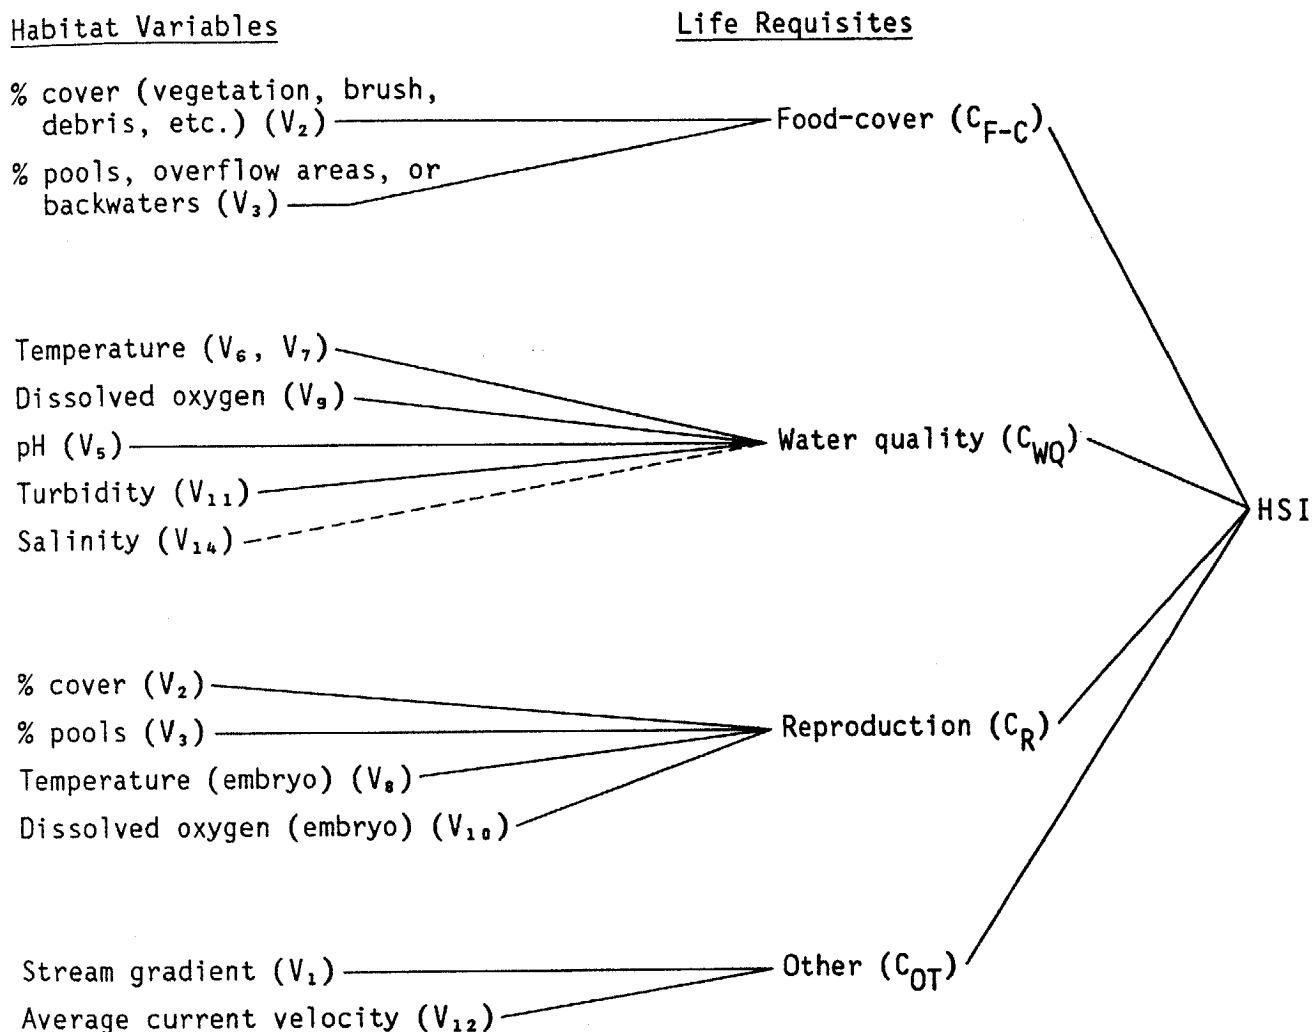 Habitat Variables
Life Requisites
% cover (vegetation, brush,
debris, etc.) (V₂)
Food-cover (C_F-C)
% pools, overflow areas, or
backwaters (V₃)
Temperature (V₆, V₇)
Dissolved oxygen (V₉)
pH (V₅)
Water quality (C_WQ)
Turbidity (V₁₁)
Salinity (V₁₄)
HSI
% cover (V₂)
% pools (V₃)
Reproduction (C_R)
Temperature (embryo) (V₈)
Dissolved oxygen (embryo) (V₁₀)
Stream gradient (V₁)
Other (C_OT)
Average current velocity (V₁₂)